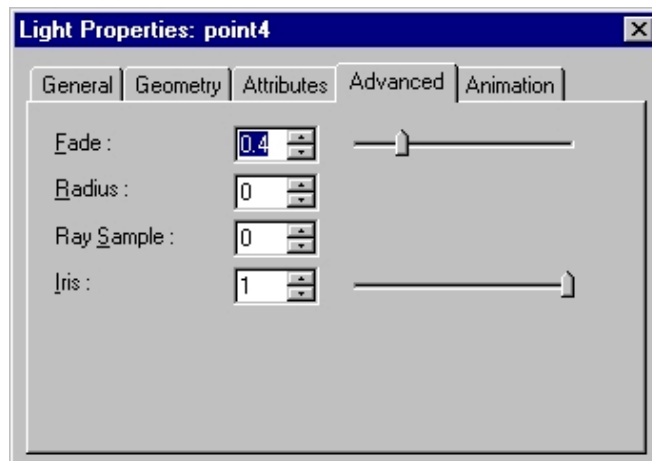 Light Properties: point4
General Geometry Attributes Advanced Animation
Fade : 0.4
Radius : 0
Ray Sample : 0
Iris : 1